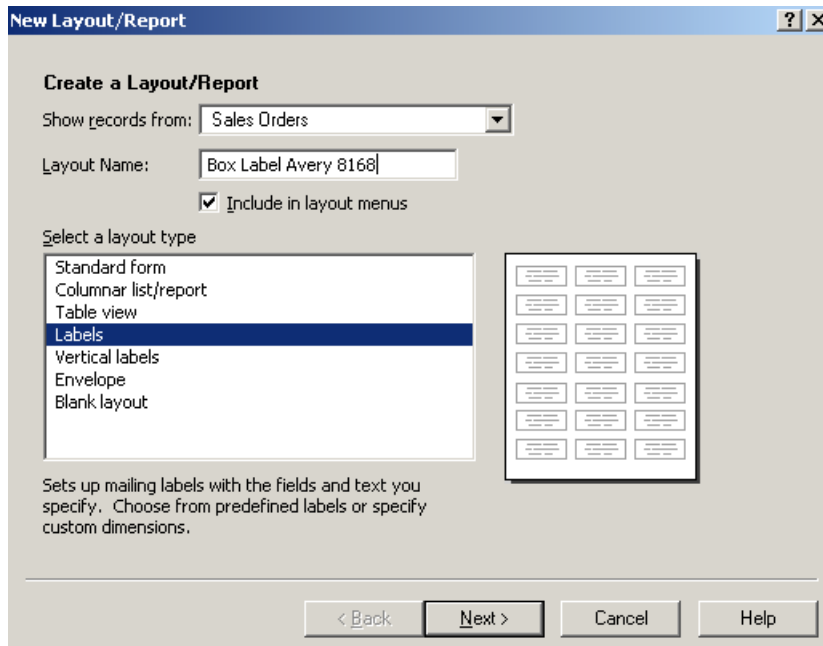 New Layout/Report
Create a Layout/Report
Show records from: Sales Orders
Layout Name: Box Label Avery 8168
Include in layout menus
Select a layout type
Standard form
Columnar list/report
Table view
Labels
Vertical labels
Envelope
Blank layout
Sets up mailing labels with the fields and text you
specify. Choose from predefined labels or specify
custom dimensions.
< Back Next > Cancel Help